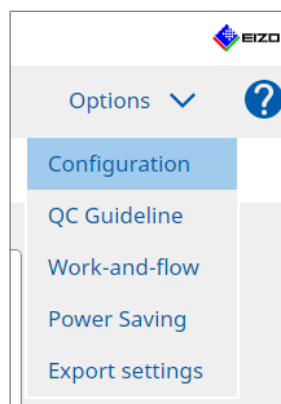 EIZO
Options
?
Configuration
QC Guideline
Work-and-flow
Power Saving
Export settings